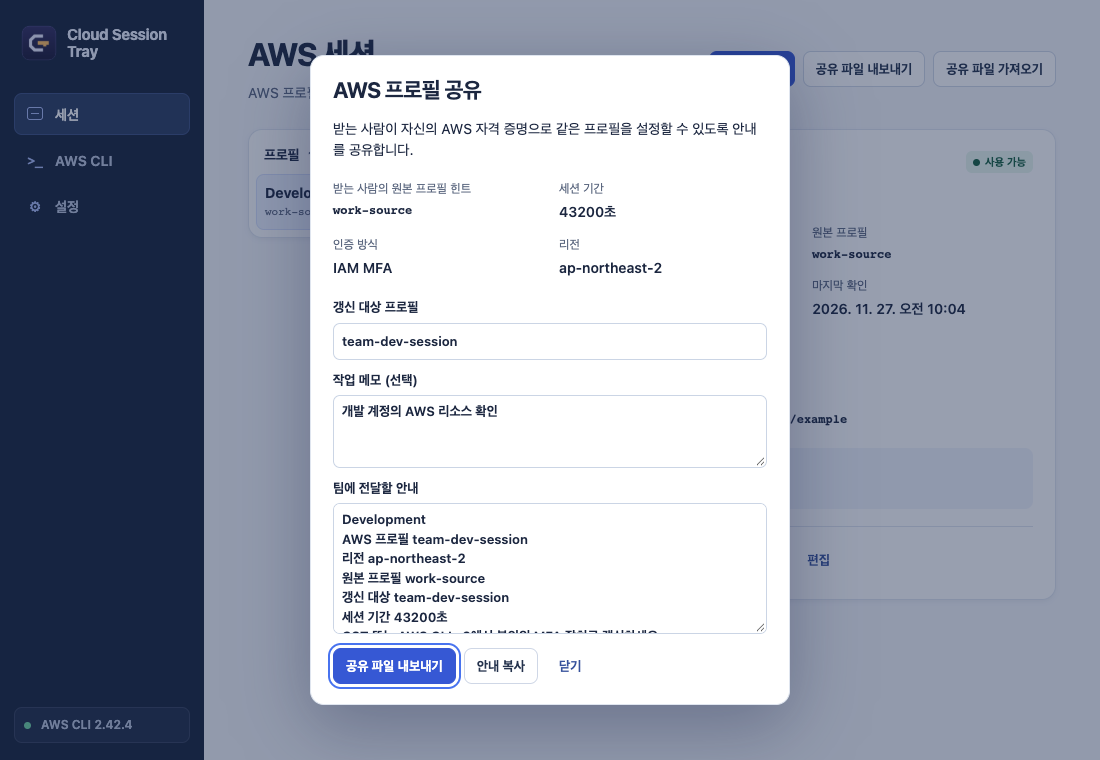 Cloud Session
Tray
세션
>_ AWS CLI
설정
AWS CLI 2.42.4
AWS 세션
AWS 프로필
공유 파일 내보내기
공유 파일 가져오기
프로필
Develo
work-so
사용 가능
원본 프로필
work-source
마지막 확인
2026. 11. 27. 오전 10:04
/example
편집
AWS 프로필 공유
받는 사람이 자신의 AWS 자격 증명으로 같은 프로필을 설정할 수 있도록 안내
를 공유합니다.
받는 사람의 원본 프로필 힌트
work-source
세션 기간
43200초
인증 방식
IAM MFA
리전
ap-northeast-2
갱신 대상 프로필
team-dev-session
작업 메모 (선택)
개발 계정의 AWS 리소스 확인
팀에 전달할 안내
Development
AWS 프로필 team-dev-session
리전 ap-northeast-2
원본 프로필 work-source
갱신 대상 team-dev-session
세션 기간 43200초
공유 파일 내보내기
안내 복사
닫기